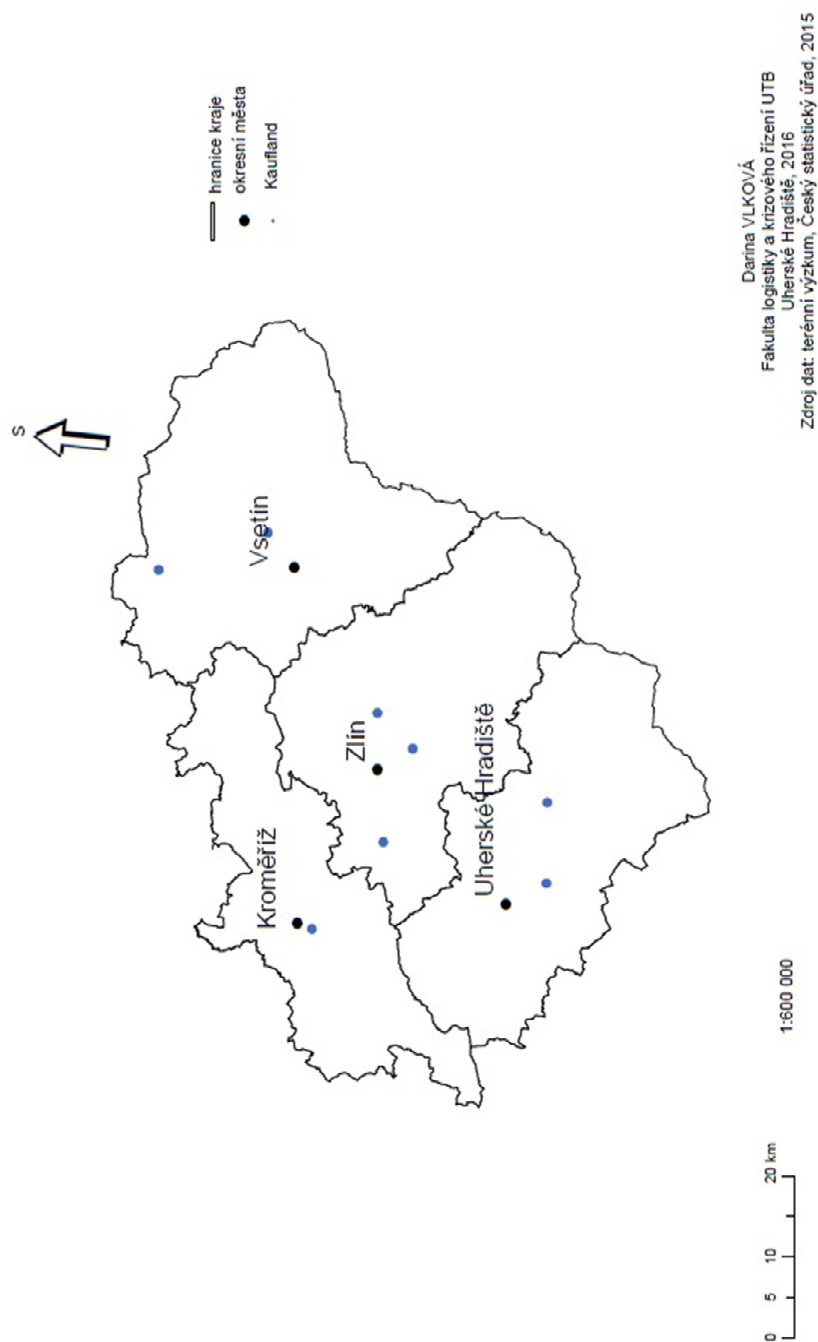 S
hranice kraje
okresní města
Kaufland
Vsetín
Kroměříž
Zlín
Uherské Hradiště
0 5 10 20 km
1:600 000
Darina VLKOVÁ
Fakulta logistiky a krizového řízení UTB
Uherské Hradiště, 2016
Zdroj dat: terénní výzkum, Český statistický úřad, 2015